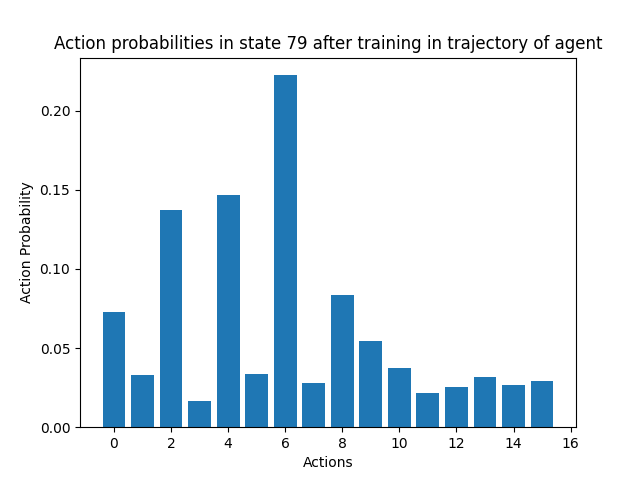 Action probabilities in state 79 after training in trajectory of agent
0.20
0.15
0.10
0.05
0.00
Action Probability
0 2 4 6 8 10 12 14 16
Actions